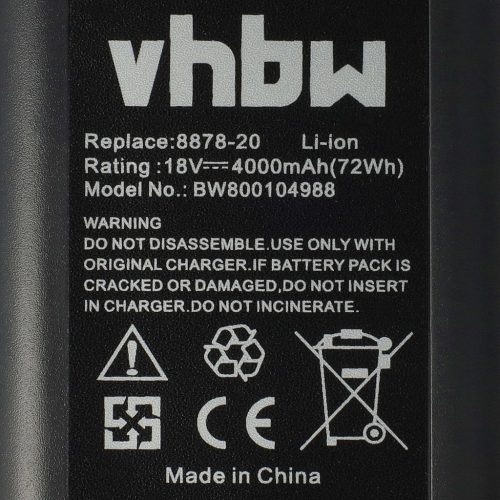 vhbw
Replace:8878-20 Li-ion
Rating :18V⎓4000mAh(72Wh)
Model No.: BW800104988
WARNING
DO NOT DISASSEMBLE.USE ONLY WITH
ORIGINAL CHARGER.IF BATTERY PACK IS
CRACKED OR DAMAGED,DO NOT INSERT
IN CHARGER.DO NOT INCINERATE.
CE
Made in China